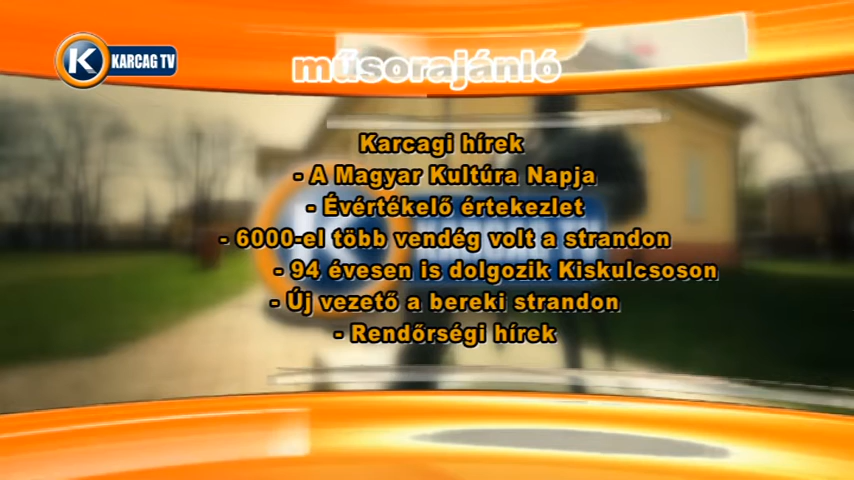 K KARCAG TV
műsorajánló
Karcagi hírek
- A Magyar Kultúra Napja
- Évértékelő értekezlet
- 6000-el több vendég volt a strandon
- 94 évesen is dolgozik Kiskulcsoson
- Új vezető a bereki strandon
- Rendőrségi hírek